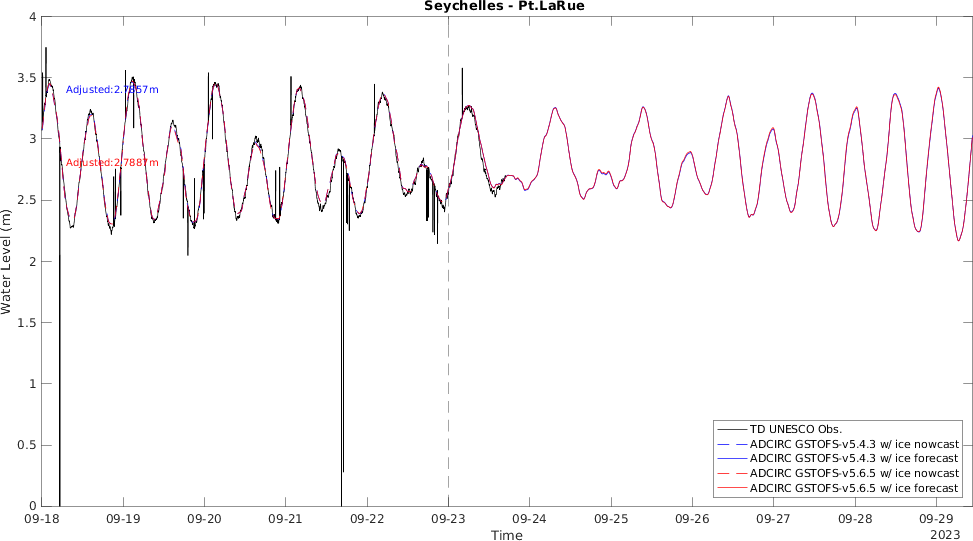 Seychelles - Pt.LaRue
4
3.5
3
2.5
2
1.5
1
0.5
0
Water Level (m)
Adjusted:2.7857m
Adjusted:2.7887m
TD UNESCO Obs.
ADCIRC GSTOFS-v5.4.3 w/ ice nowcast
ADCIRC GSTOFS-v5.4.3 w/ ice forecast
ADCIRC GSTOFS-v5.6.5 w/ ice nowcast
ADCIRC GSTOFS-v5.6.5 w/ ice forecast
09-18 09-19 09-20 09-21 09-22 09-23 09-24 09-25 09-26 09-27 09-28 09-29
Time
2023